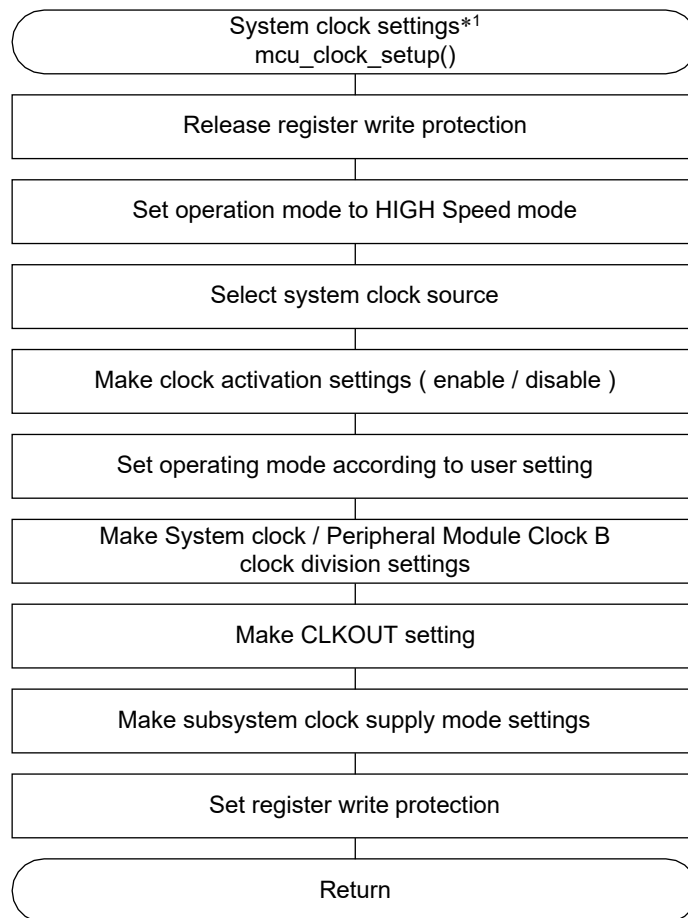 System clock settings*1
mcu_clock_setup()
Release register write protection
Set operation mode to HIGH Speed mode
Select system clock source
Make clock activation settings ( enable / disable )
Set operating mode according to user setting
Make System clock / Peripheral Module Clock B
clock division settings
Make CLKOUT setting
Make subsystem clock supply mode settings
Set register write protection
Return